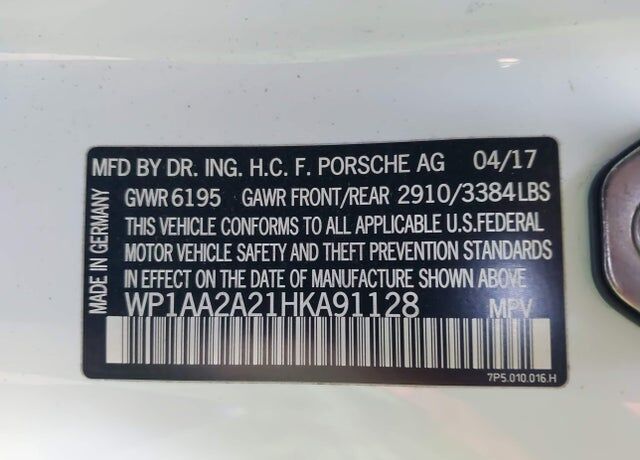 MFD BY DR. ING. H.C. F. PORSCHE AG 04/17
GVWR 6195 GAWR FRONT/REAR 2910/3384LBS
THIS VEHICLE CONFORMS TO ALL APPLICABLE U.S.FEDERAL
MOTOR VEHICLE SAFETY AND THEFT PREVENTION STANDARDS
IN EFFECT ON THE DATE OF MANUFACTURE SHOWN ABOVE
WP1AA2A21HKA91128 MPV
7P5.010.016.H
MADE IN GERMANY